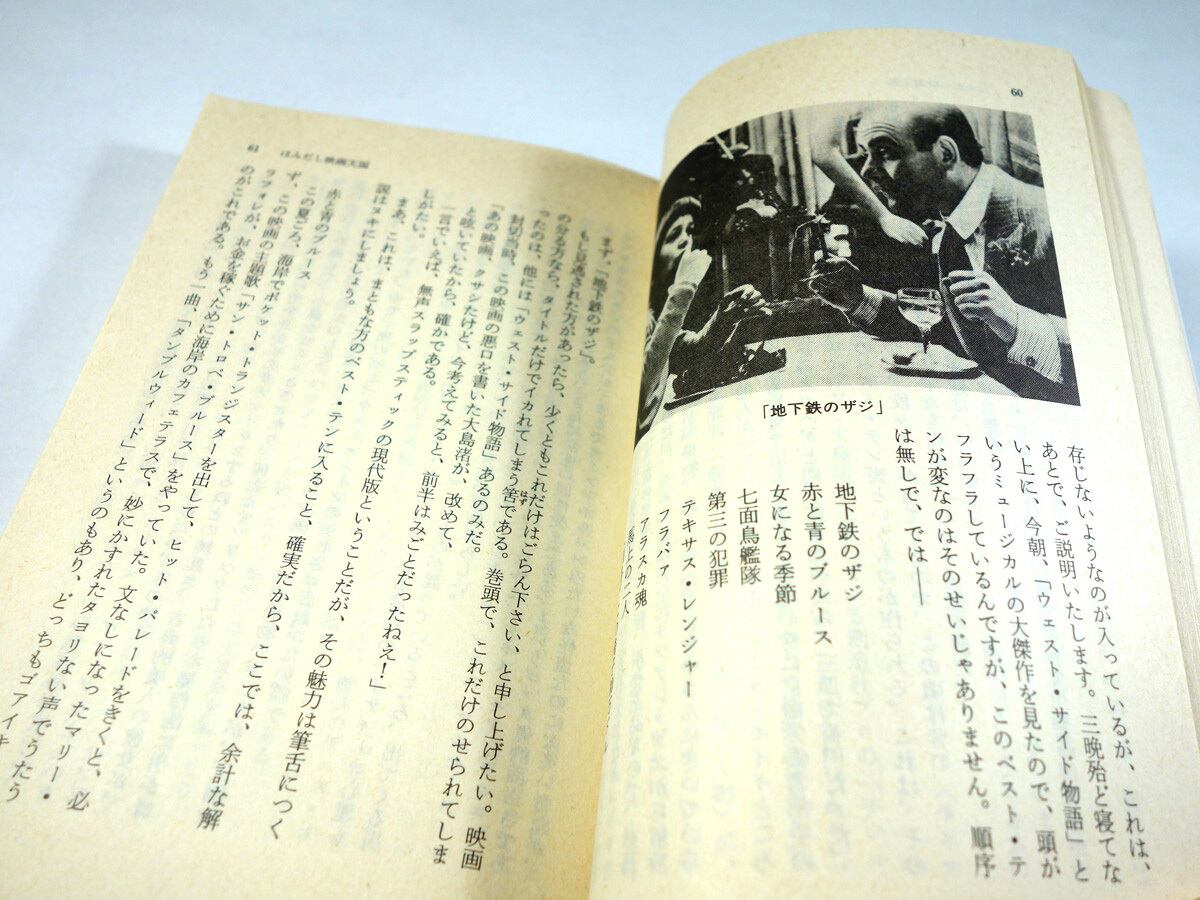 60
「地下鉄のザジ」
存じないようなのが入っているが、これは、
あとで、ご説明いたします。三晩殆ど寝てな
い上に、今朝、「ウェスト・サイド物語」と
いうミュージカルの大傑作を見たので、頭が
フラフラしているんですが、このベスト・テ
ンが変なのはそのせいじゃありません。順序
は無しで、では――
地下鉄のザジ
赤と青のブルース
女になる季節
七面鳥艦隊
第三の犯罪
テキサス・レンジャー
フラバァ
アラスカ魂
馬上の二人
61
はみだし映画天国
ます、「地下鉄のザジ」。
もし見逃された方があったら、少くともこれだけはごらん下さい、と申し上げたい。映画
の分る方なら、タイトルだけでイカれてしまう筈である。巻頭で、これだけのせられてしま
はず
ったのは、他には「ウェスト・サイド物語」あるのみだ。
封切当時、この映画の悪口を書いた大島渚が、改めて、
「あの映画、クサしたけど、今考えてみると、前半はみごとだったねえ！」
と呟いていたから、確かである。
一言でいえば、無声スラップスティックの現代版ということだが、その魅力は筆舌につく
しがたい。
まあ、これは、まともな方のベスト・テンに入ること、確実だから、ここでは、余計な解
説はヌキにしましょう。
赤と青のブルース
この夏ごろ、海岸でポケット・トランジスターを出して、ヒット・パレードをきくと、必
ず、この映画の主題歌「サン・トロペ・ブルース」をやっていた。文なしになったマリー・
ラフォレが、お金を稼ぐために海岸のカフェテラスで、妙にかすれたタヨリない声でうたう
のがこれである。もう一曲、「タンブルウィード」というのもあり、どっちもゴアイキ